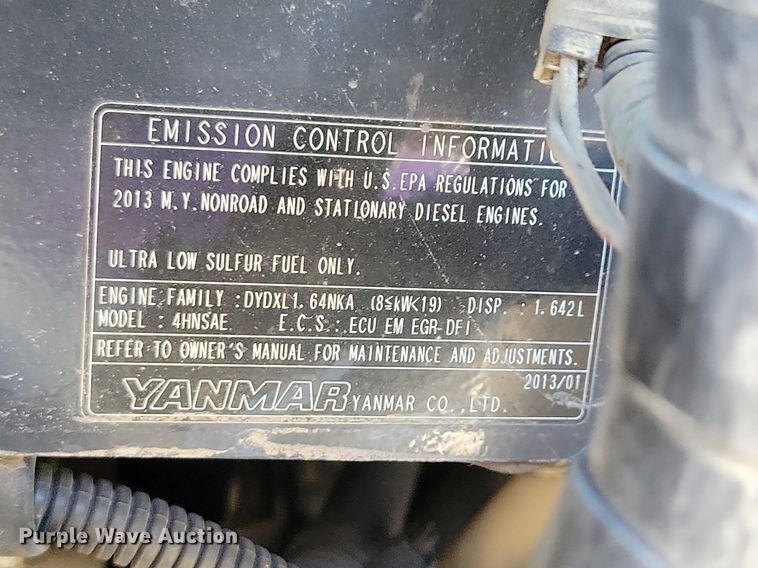 EMISSION CONTROL INFORMATI
THIS ENGINE COMPLIES WITH U.S.EPA REGULATIONS FOR
2013 M.Y.NONROAD AND STATIONARY DIESEL ENGINES.
ULTRA LOW SULFUR FUEL ONLY.
ENGINE FAMILY :DYDXL1.64NKA (8≤kW<19) DISP. : 1.642L
MODEL : 4HNSAE E.C.S.:ECU EM EGR-DFI
REFER TO OWNER'S MANUAL FOR MAINTENANCE AND ADJUSTMENTS.
2013/01
YANMAR YANMAR CO.,LTD.
Purple Wave Auction